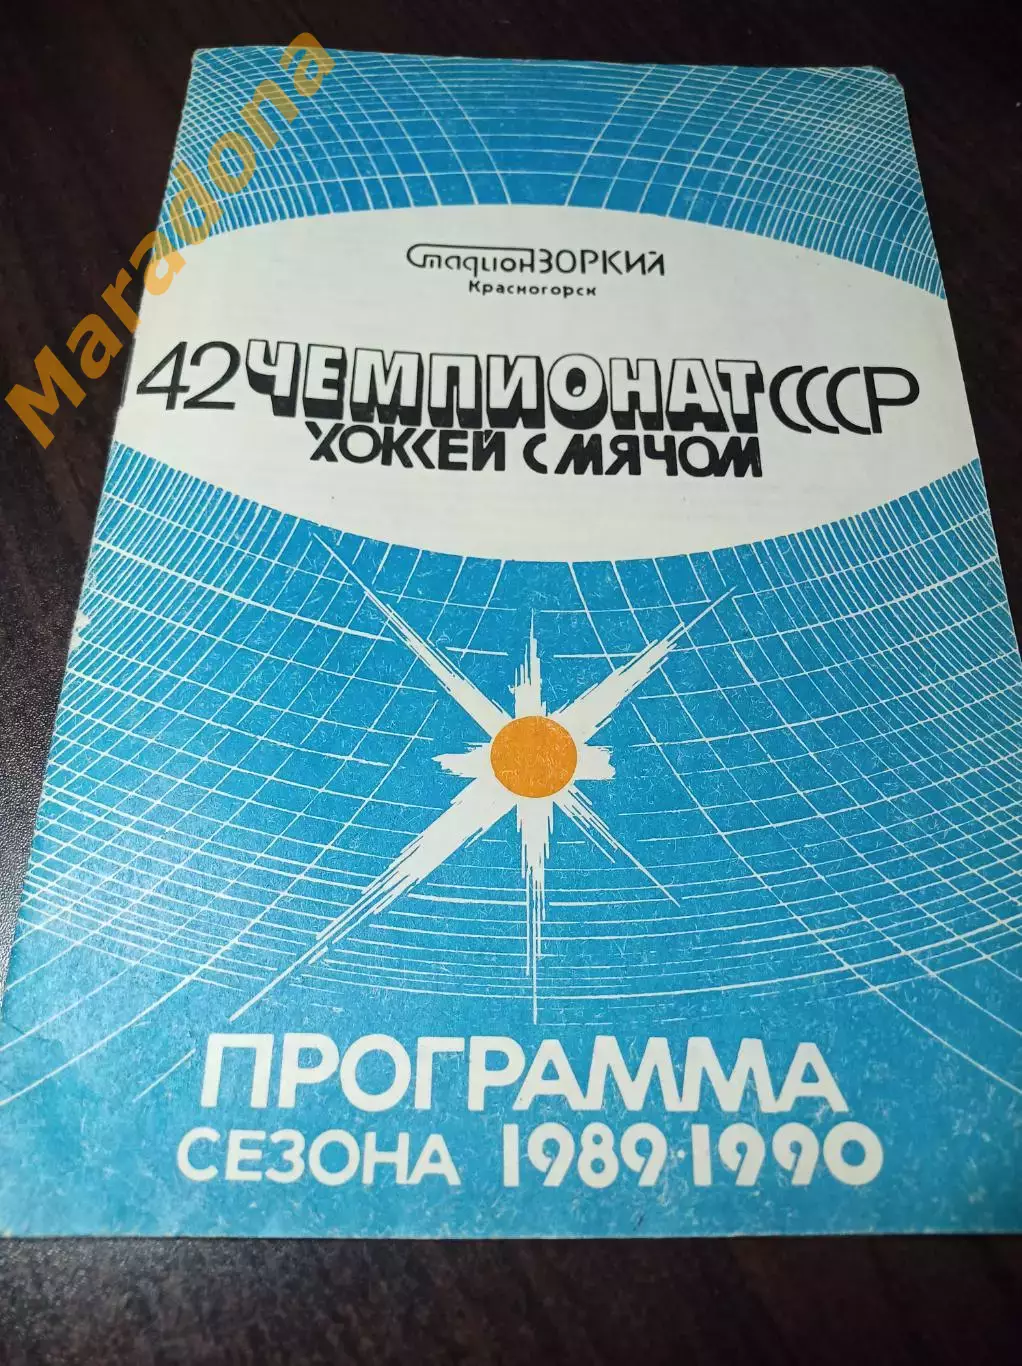 Maradona
Стадион ЗОРКИЙ
Красногорск
42 ЧЕМПИОНАТ СССР
ХОККЕЙ С МЯЧОМ
ПРОГРАММА
СЕЗОНА 1989·1990